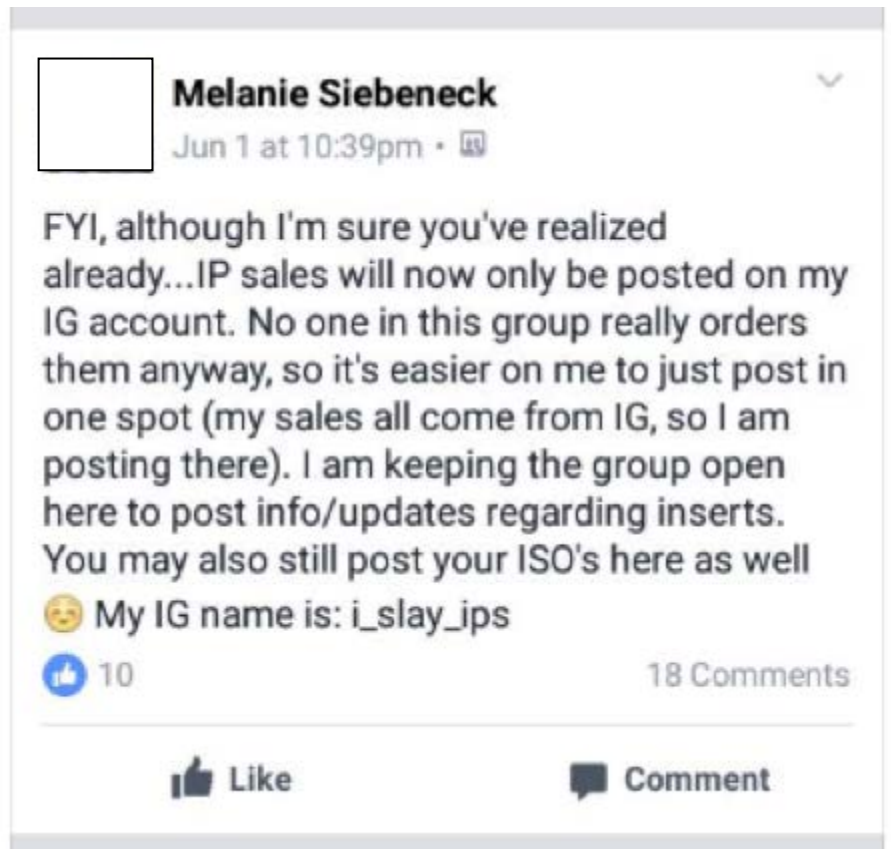 Melanie Siebeneck
Jun 1 at 10:39pm •
FYI, although I'm sure you've realized
already...IP sales will now only be posted on my
IG account. No one in this group really orders
them anyway, so it's easier on me to just post in
one spot (my sales all come from IG, so I am
posting there). I am keeping the group open
here to post info/updates regarding inserts.
You may also still post your ISO's here as well
☺️ My IG name is: i_slay_ips
10 18 Comments
Like Comment